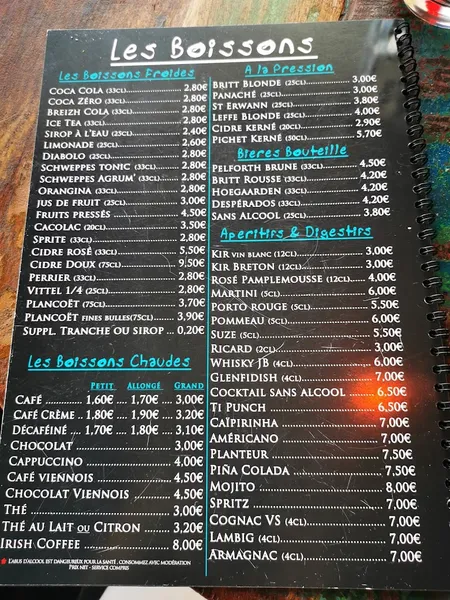 Les Boissons
Les Boissons Froides
Coca Cola (33cl) 2.80€
Coca Zéro (33cl) 2.80€
Breizh Cola (33cl) 2.80€
Ice Tea (33cl) 2.80€
Sirop à l'eau (25cl) 2.40€
Limonade (25cl) 2.60€
Diabolo (25cl) 2.80€
Schweppes tonic (33cl) 2.80€
Schweppes Agrum' (33cl) 2.80€
Orangina (33cl) 2.80€
Jus de fruit (25cl) 3,00€
Fruits pressés 4,50€
Cacolac (20cl) 3,50€
Sprite (33cl) 2,80€
Cidre rosé (33cl) 5,50€
Cidre Doux (75cl) 9,50€
Perrier (33cl) 2,80€
Vittel 1/4 (25cl) 2,80€
Plancoët (75cl) 3,70€
Plancoët fines bulles(75cl) 3,90€
Suppl. Tranche ou sirop ... 0,20€
Les Boissons Chaudes
Petit Allongé Grand
Café 1,60€ 1,70€ 3,00€
Café Crème .. 1,80€ ... 1,90€ ... 3,20€
Décaféiné .... 1,70€ ... 1,80€ ... 3,10€
Chocolat 3,00€
Cappuccino 4,00€
Café viennois 4,50€
Chocolat Viennois 4,50€
Thé 3,00€
Thé au Lait ou Citron 3,20€
Irish Coffee 8,00€
L'abus d'alcool est dangereux pour la santé, consommez avec modération
Prix net - service compris
A la Pression
Britt Blonde (25cl) 3,00€
Panaché (25cl) 3,00€
St Erwann (25cl) 3,80€
Leffe Blonde (25cl) 4,00€
Cidre kerné (20cl) 2,90€
Pichet Kerné (50cl) 5,70€
Bieres Bouteille
Pelforth brune (33cl) 4,50€
Britt Rousse (33cl) 4,20€
Hoegaarden (33cl) 4,20€
Despérados (33cl) 4,20€
Sans Alcool (25cl) 3,80€
Aperitifs & Digestifs
Kir vin blanc (12cl) 3,00€
Kir Breton (12cl) 3,00€
Rosé Pamplemousse (12cl) 4,00€
Martini (6cl) 6,00€
Porto rouge (5cl) 5,50€
Pommeau (5cl) 6,00€
Suze (5cl) 5,50€
Ricard (2cl) 3,00€
Whisky JB (4cl) 6,00€
Glenfidish (4cl) 7,00€
Cocktail sans alcool 6,50€
Ti Punch 6,50€
Caïpirinha 7,00€
Américano 7,00€
Planteur 7,50€
Piña Colada 7,50€
Mojito 8,00€
Spritz 7,00€
Cognac VS (4cl) 7,00€
Lambig (4cl) 7,00€
Armagnac (4cl) 7,00€